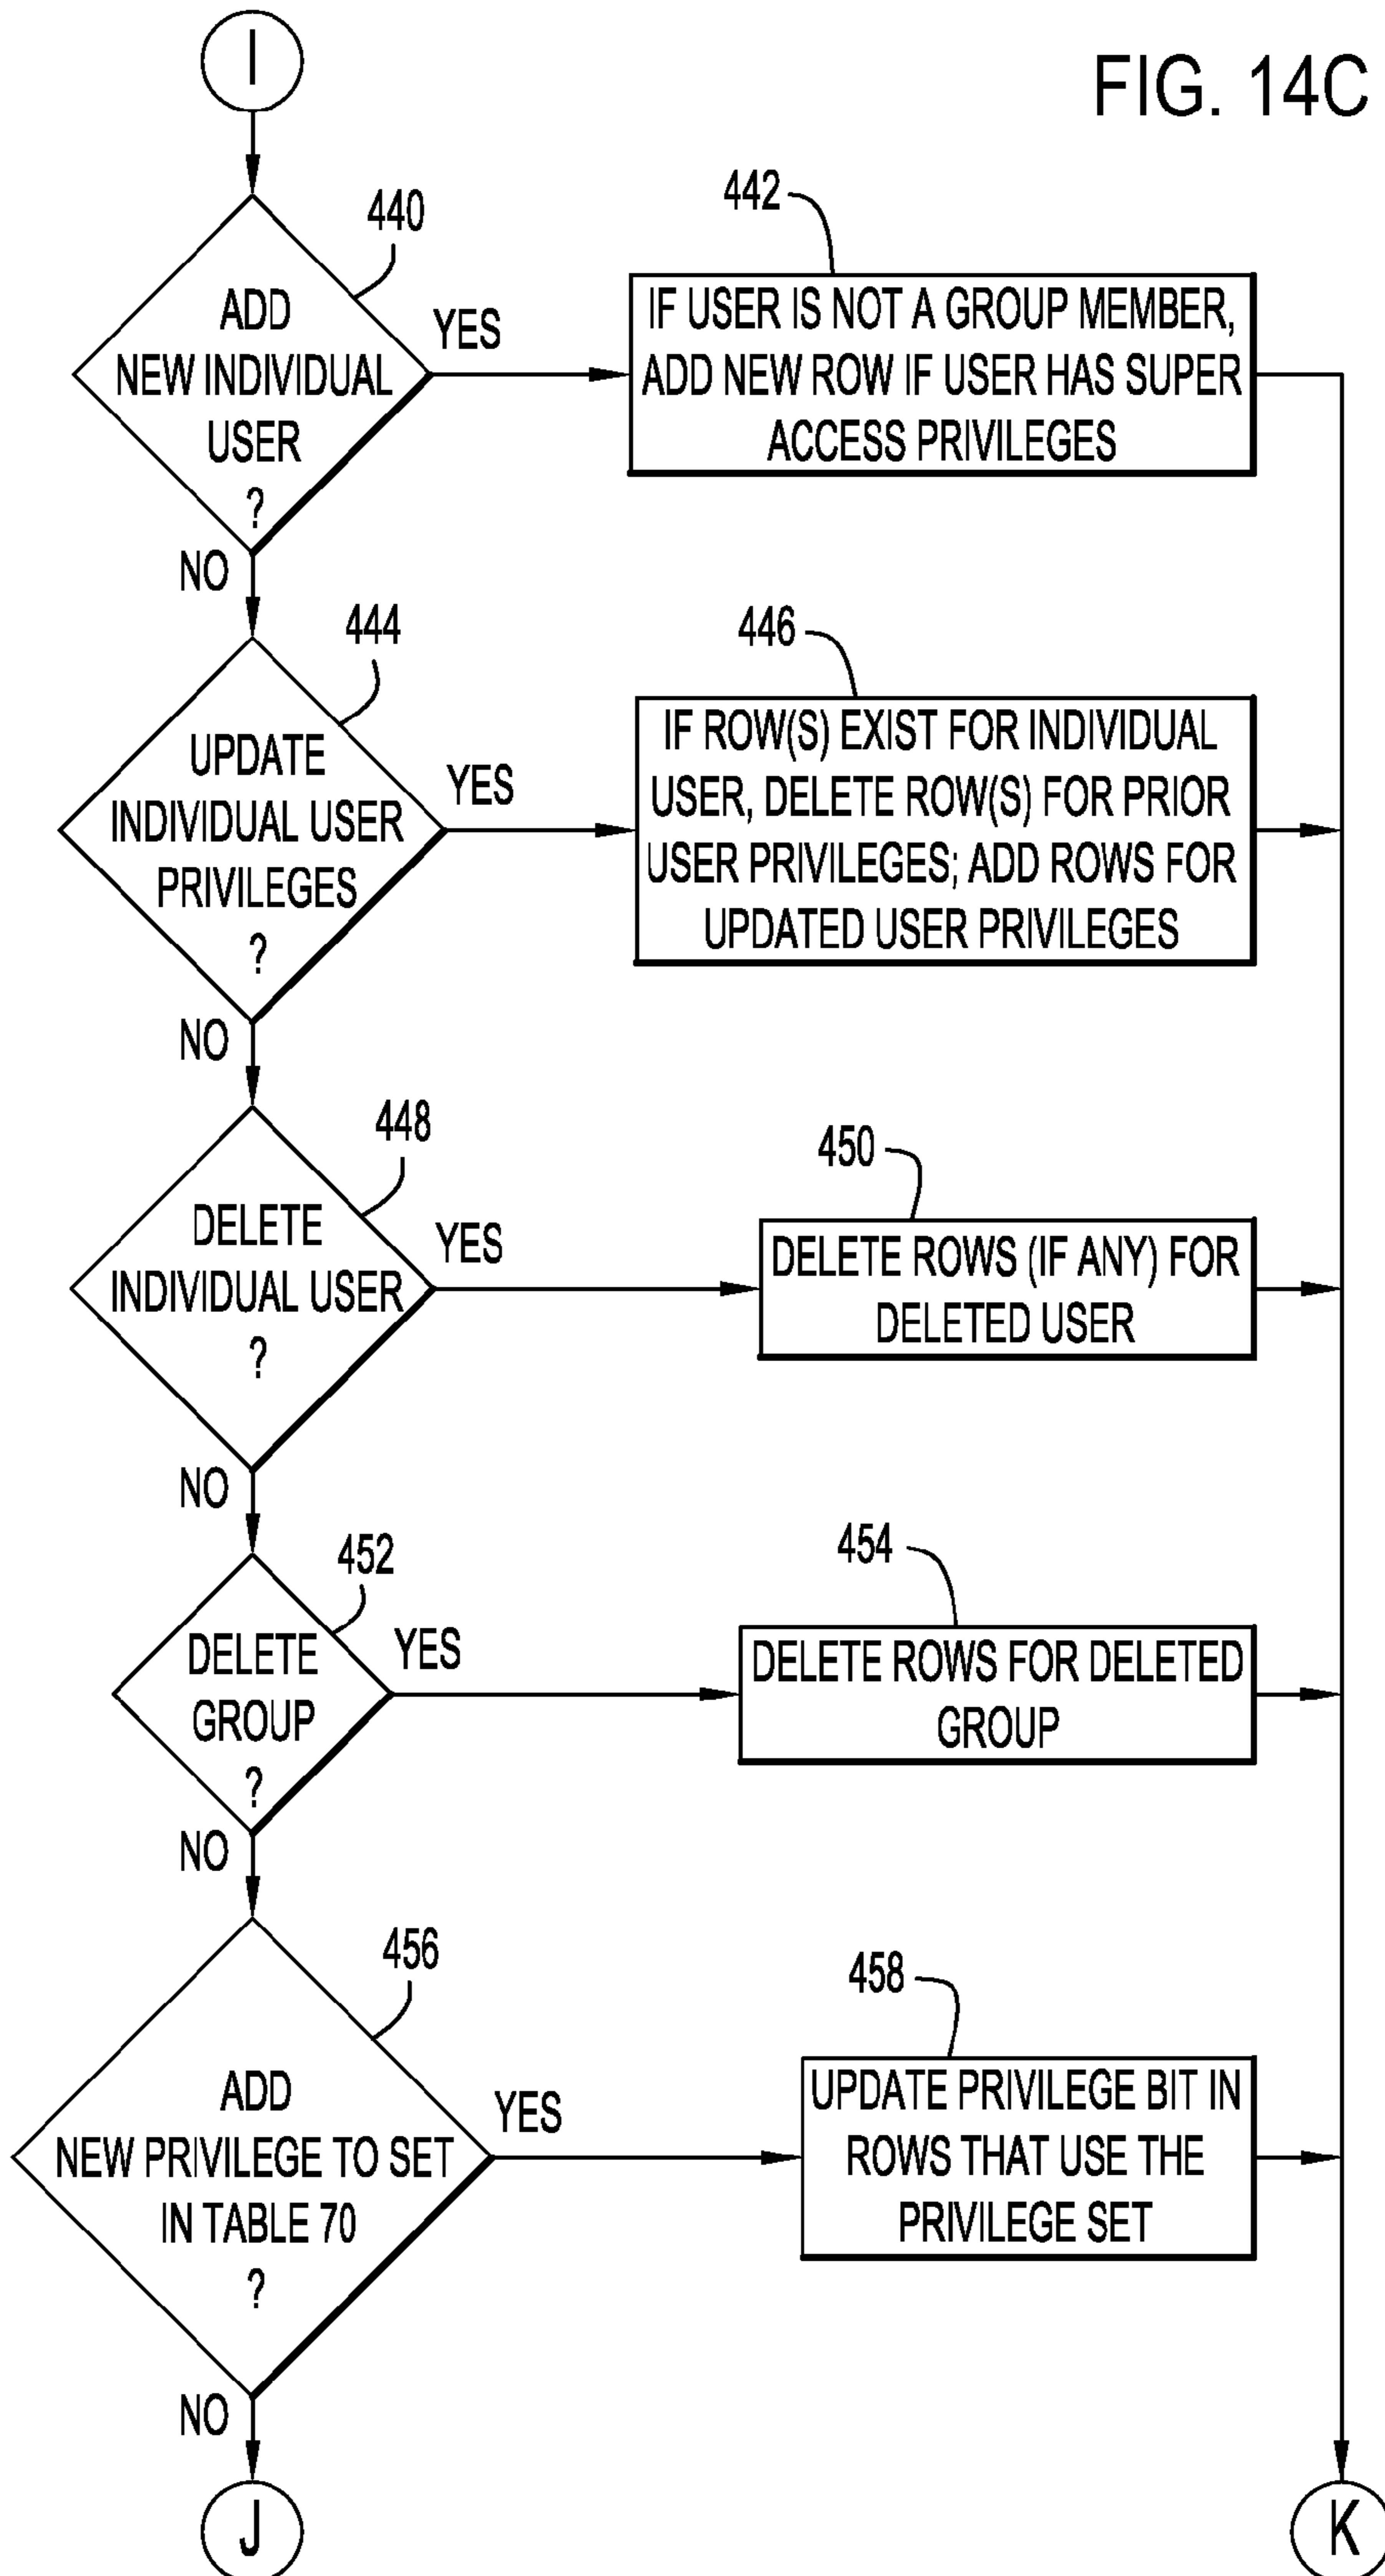 I
FIG. 14C
440
442
ADD
NEW INDIVIDUAL
USER
?
YES
IF USER IS NOT A GROUP MEMBER,
ADD NEW ROW IF USER HAS SUPER
ACCESS PRIVILEGES
NO
444
446
UPDATE
INDIVIDUAL USER
PRIVILEGES
?
YES
IF ROW(S) EXIST FOR INDIVIDUAL
USER, DELETE ROW(S) FOR PRIOR
USER PRIVILEGES; ADD ROWS FOR
UPDATED USER PRIVILEGES
NO
448
450
DELETE
INDIVIDUAL USER
?
YES
DELETE ROWS (IF ANY) FOR
DELETED USER
NO
452
454
DELETE
GROUP
?
YES
DELETE ROWS FOR DELETED
GROUP
NO
456
458
ADD
NEW PRIVILEGE TO SET
IN TABLE 70
?
YES
UPDATE PRIVILEGE BIT IN
ROWS THAT USE THE
PRIVILEGE SET
NO
J
K